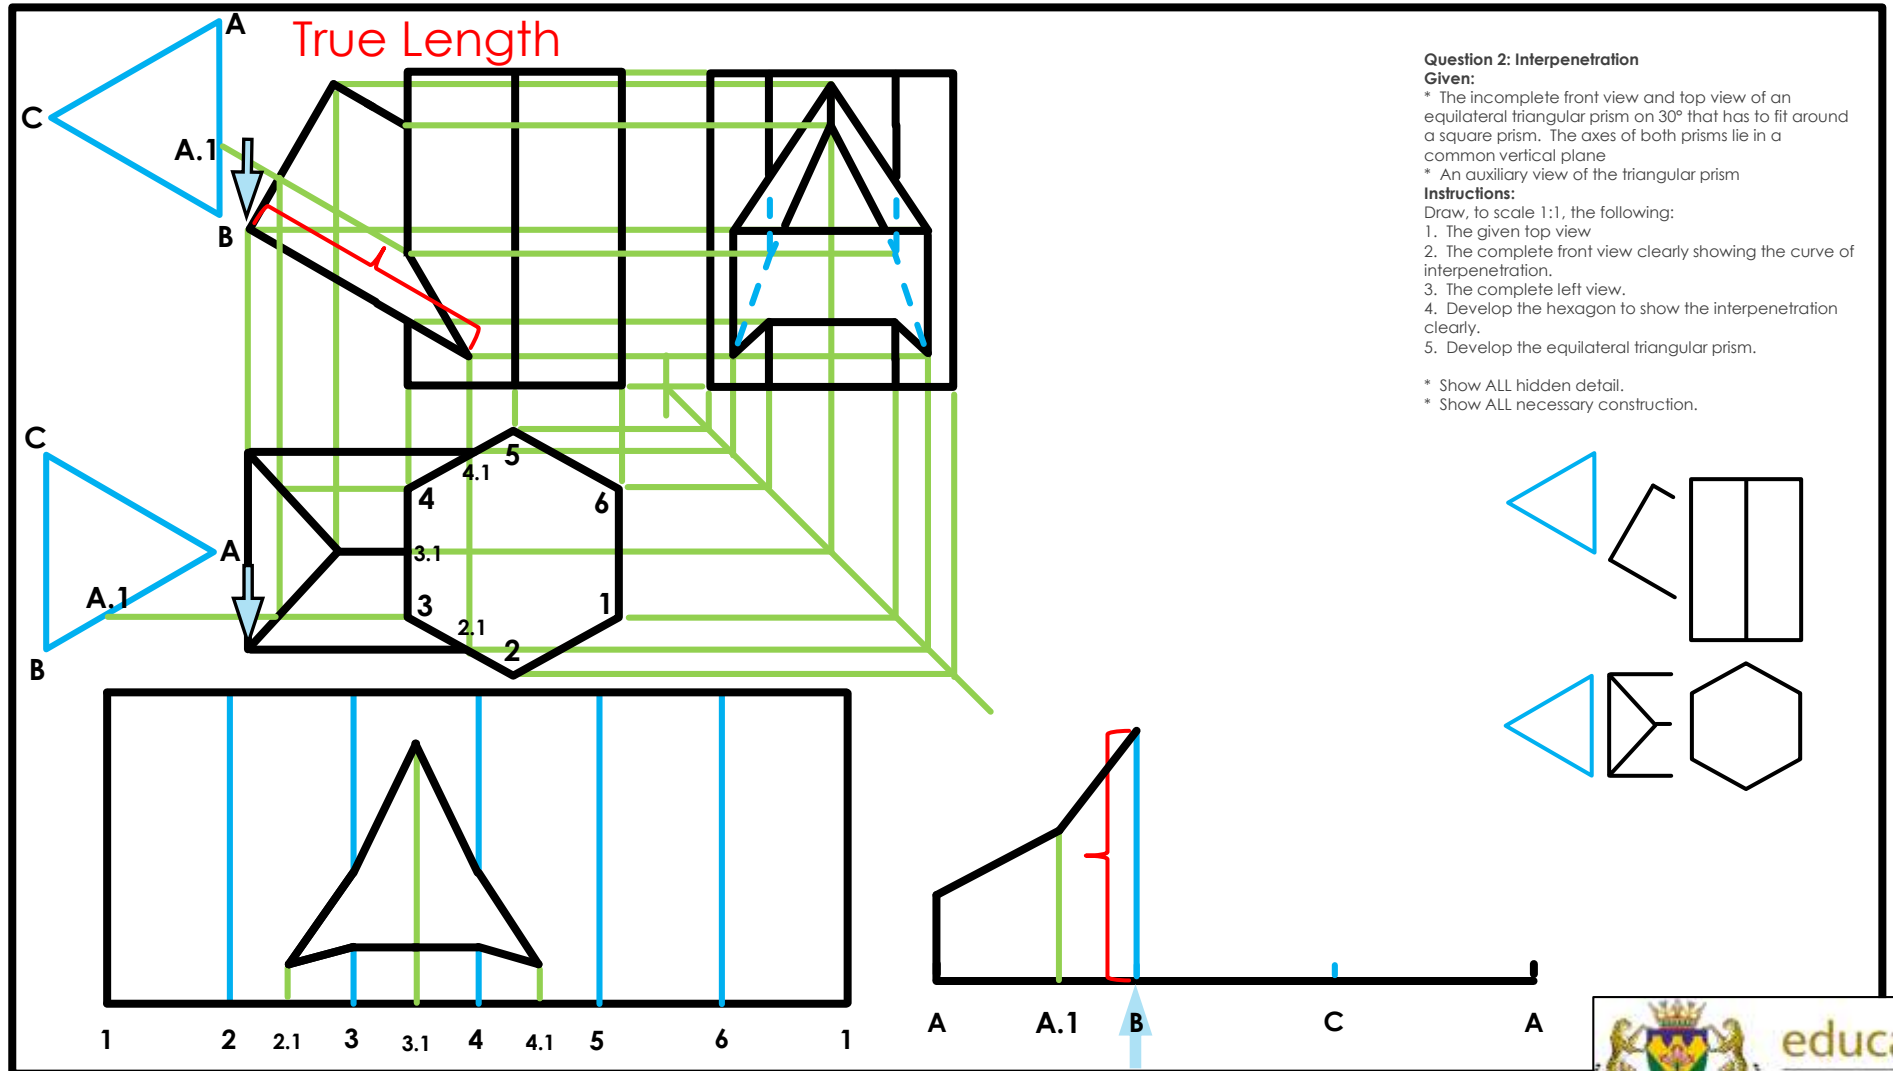 True Length
A
C
A.1
B
Question 2: Interpenetration
Given:
* The incomplete front view and top view of an
equilateral triangular prism on 30° that has to fit around
a square prism. The axes of both prisms lie in a
common vertical plane
* An auxiliary view of the triangular prism
Instructions:
Draw, to scale 1:1, the following:
1. The given top view
2. The complete front view clearly showing the curve of
interpenetration.
3. The complete left view.
4. Develop the hexagon to show the interpenetration
clearly.
5. Develop the equilateral triangular prism.
* Show ALL hidden detail.
* Show ALL necessary construction.
C
A
A.1
B
5
4.1
4
6
3.1
3
1
2.1
2
1 2 2.1 3 3.1 4 4.1 5 6 1
A A.1 B C A
educa